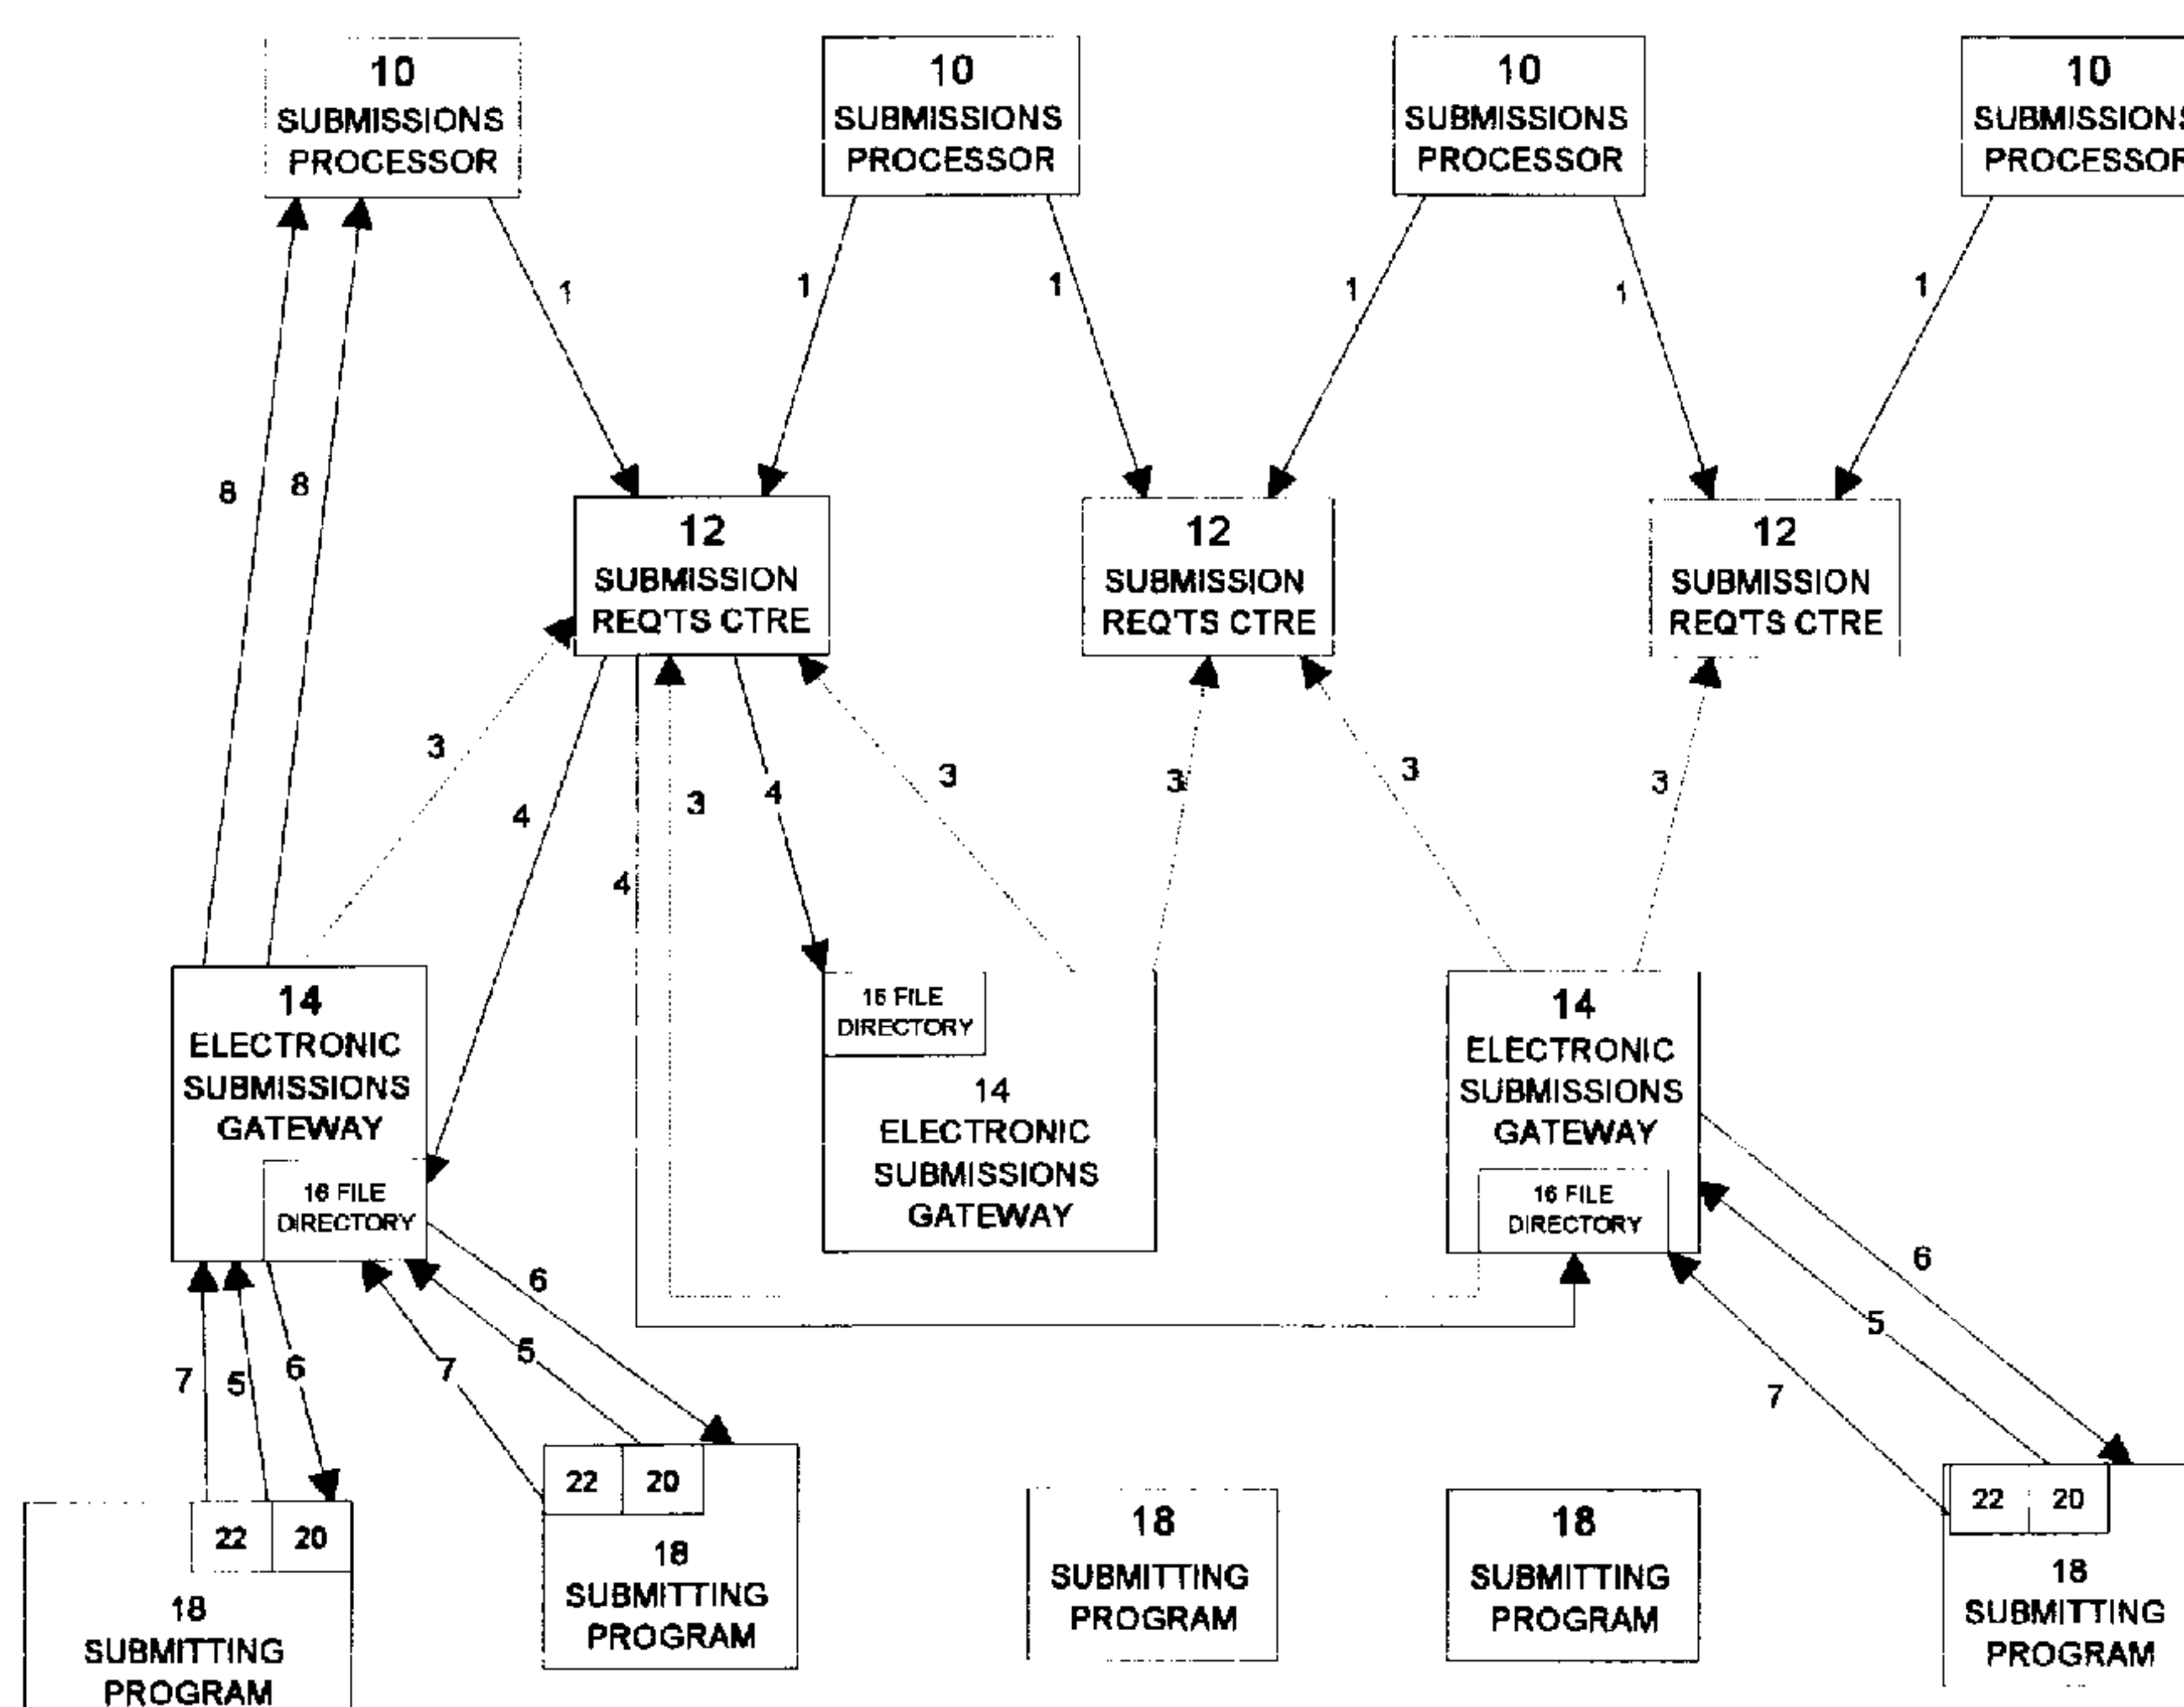 10
SUBMISSIONS
PROCESSOR
10
SUBMISSIONS
PROCESSOR
10
SUBMISSIONS
PROCESSOR
10
SUBMISSIONS
PROCESSOR
1
1
1
1
1
1
8
8
12
SUBMISSION
REQ'TS CTRE
12
SUBMISSION
REQ'TS CTRE
12
SUBMISSION
REQ'TS CTRE
3
4
4
3
4
3
3
3
3
14
ELECTRONIC
SUBMISSIONS
GATEWAY
16 FILE
DIRECTORY
16 FILE
DIRECTORY
14
ELECTRONIC
SUBMISSIONS
GATEWAY
14
ELECTRONIC
SUBMISSIONS
GATEWAY
16 FILE
DIRECTORY
7
5
6
7
5
6
7
5
6
22 20
18
SUBMITTING
PROGRAM
22 20
18
SUBMITTING
PROGRAM
18
SUBMITTING
PROGRAM
18
SUBMITTING
PROGRAM
22 20
18
SUBMITTING
PROGRAM